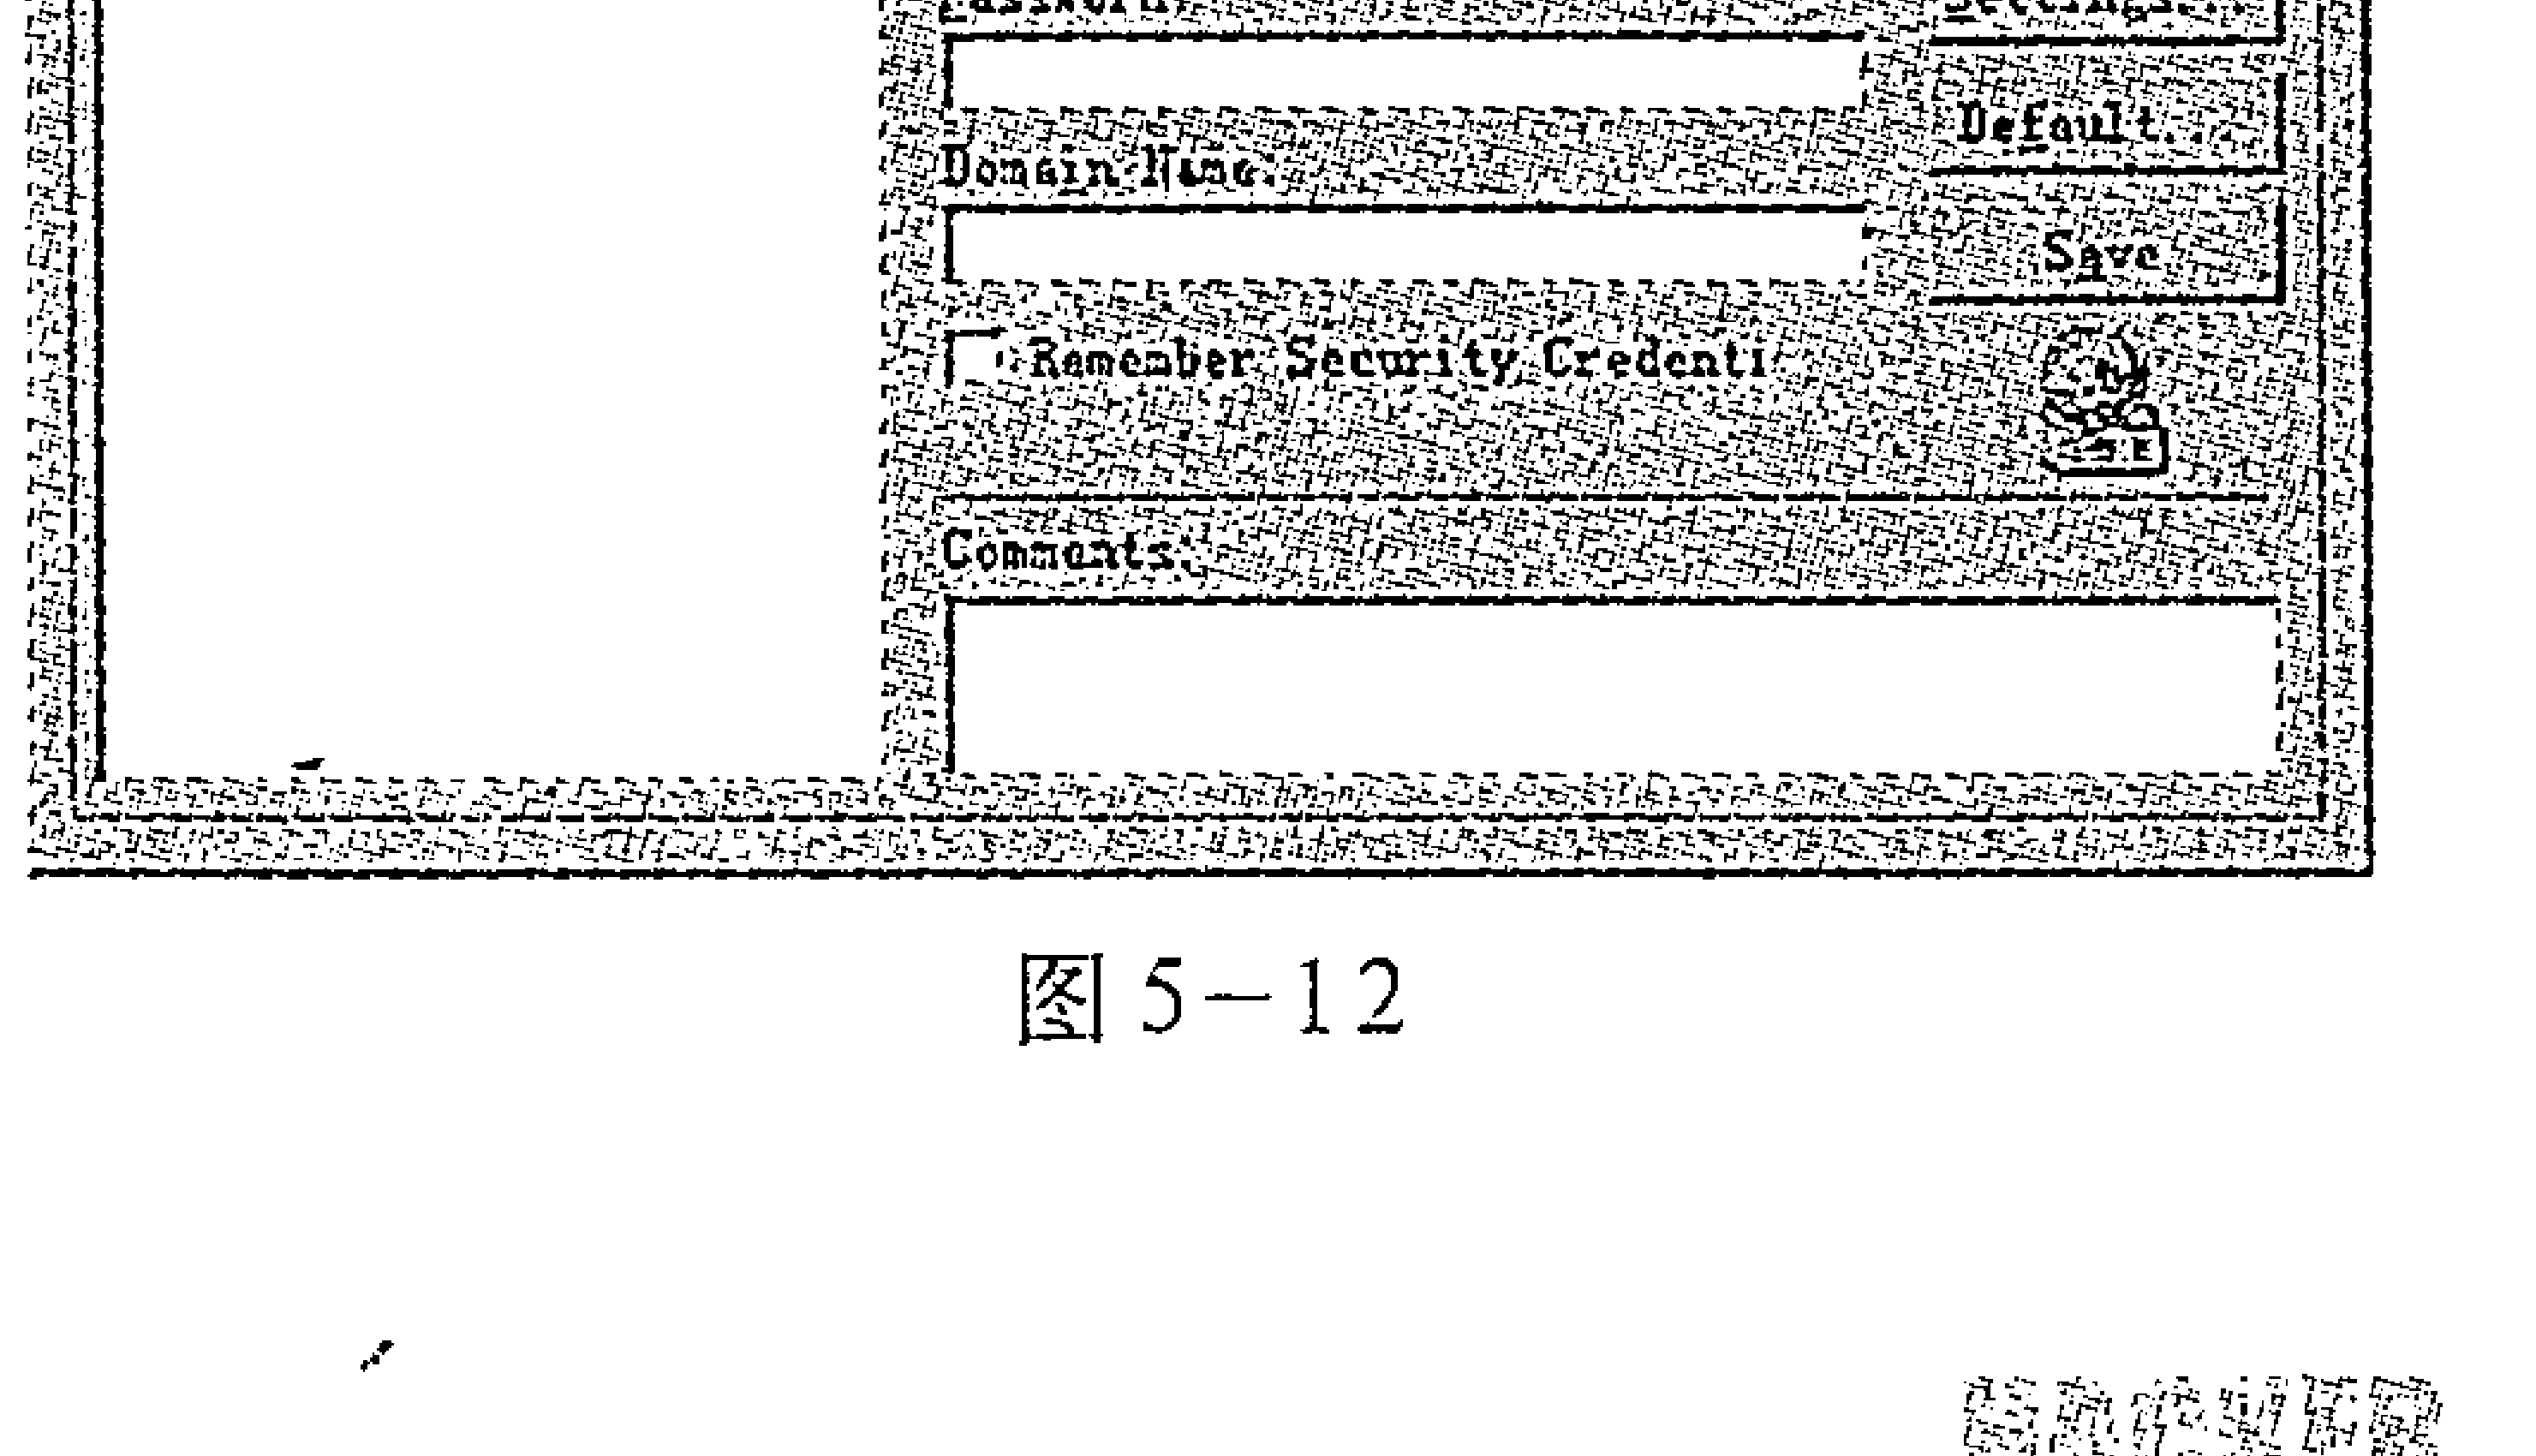 Default...
Domain Name:
Save
Remember Security Credenti
Comments:
图 5-12